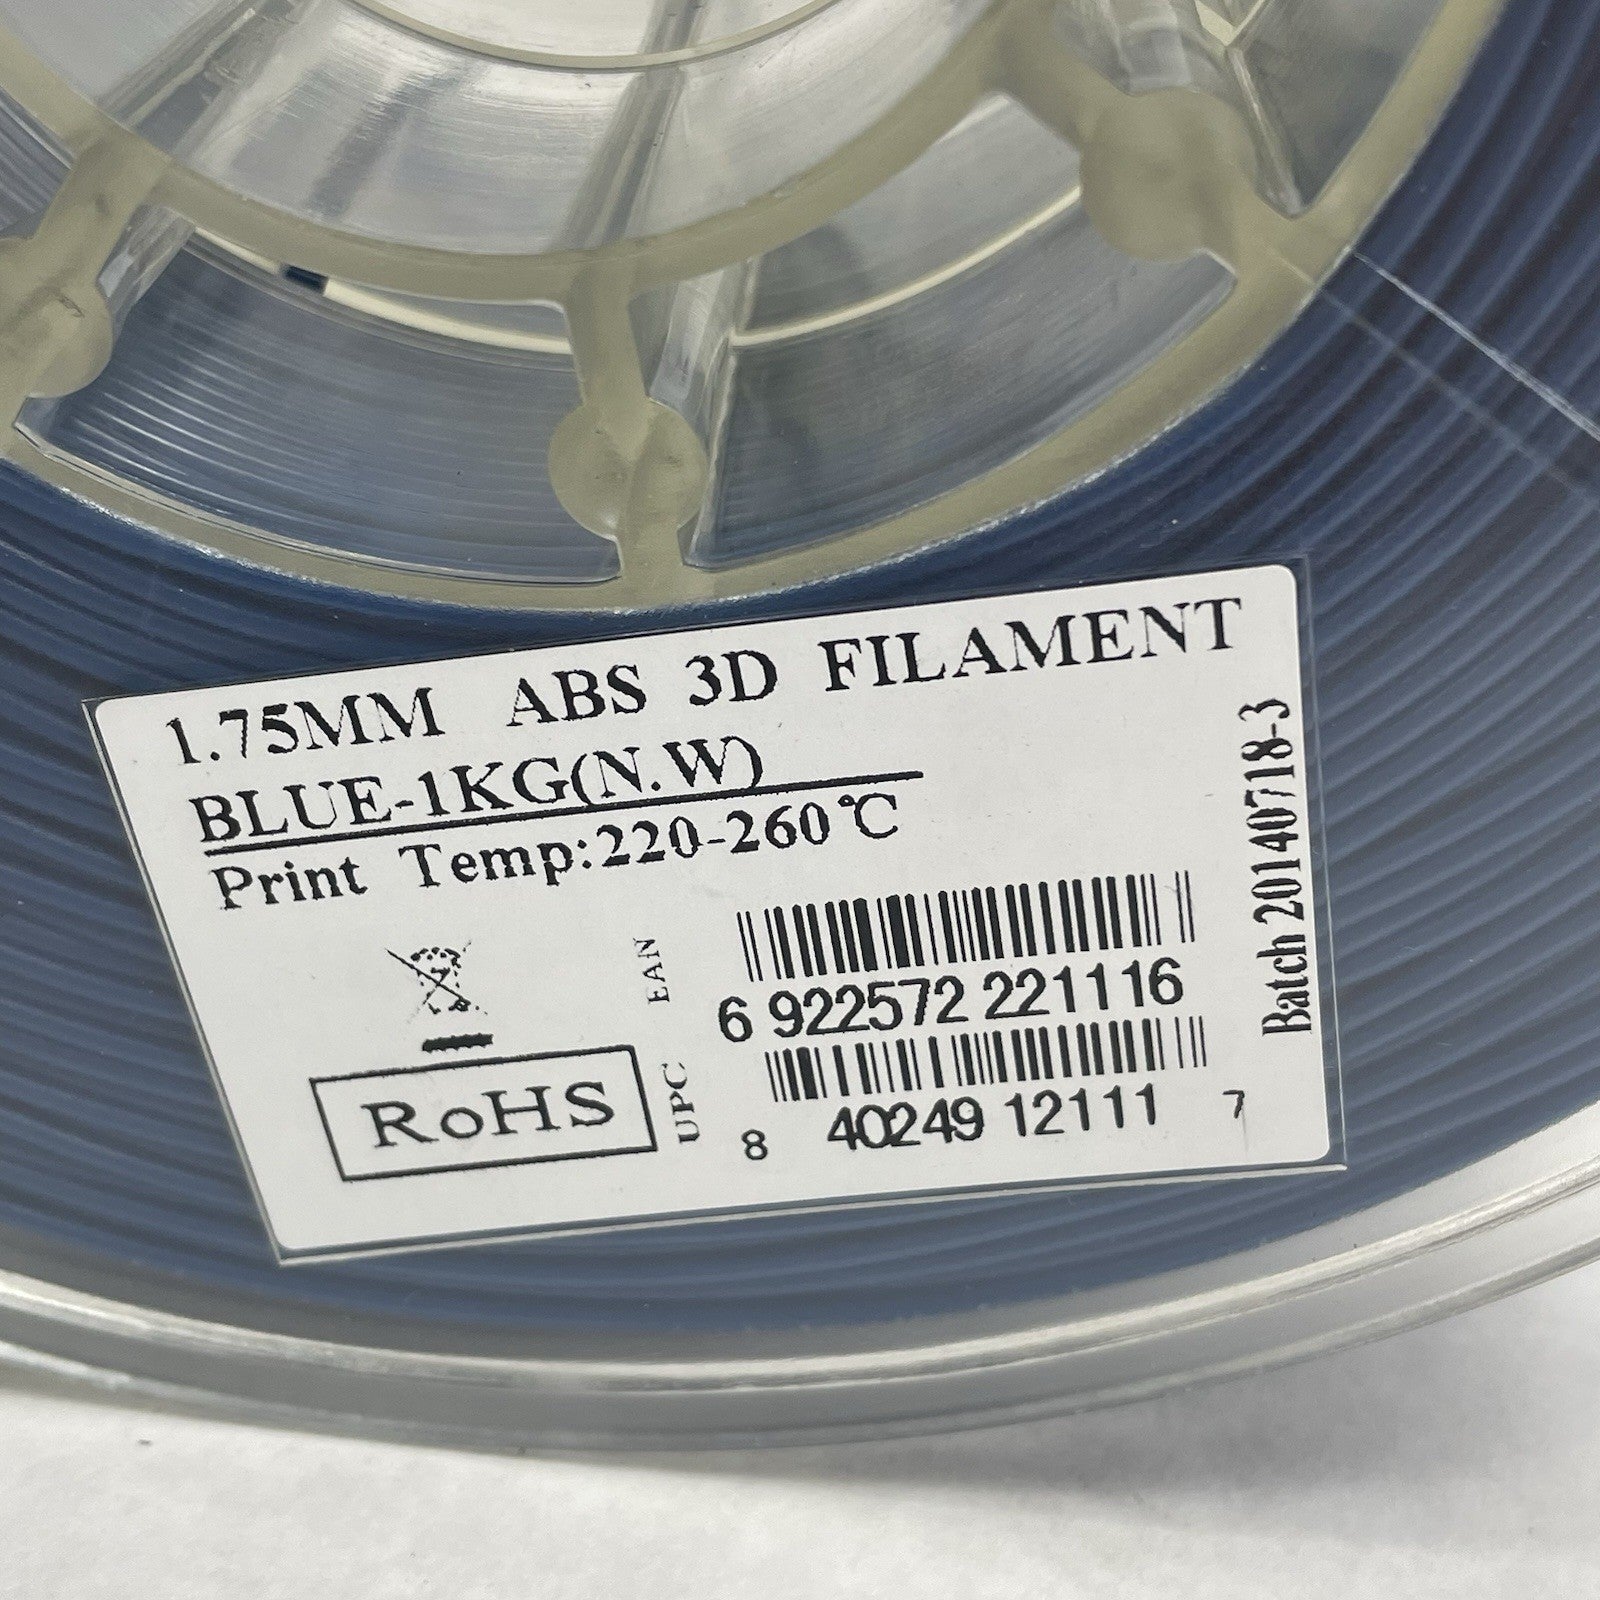 1.75MM ABS 3D FILAMENT
BLUE-1KG(N.W)
Print Temp:220-260℃
EAN
6 922572 221116
UPC
8 40249 12111 7
RoHS
Batch 20140718-3